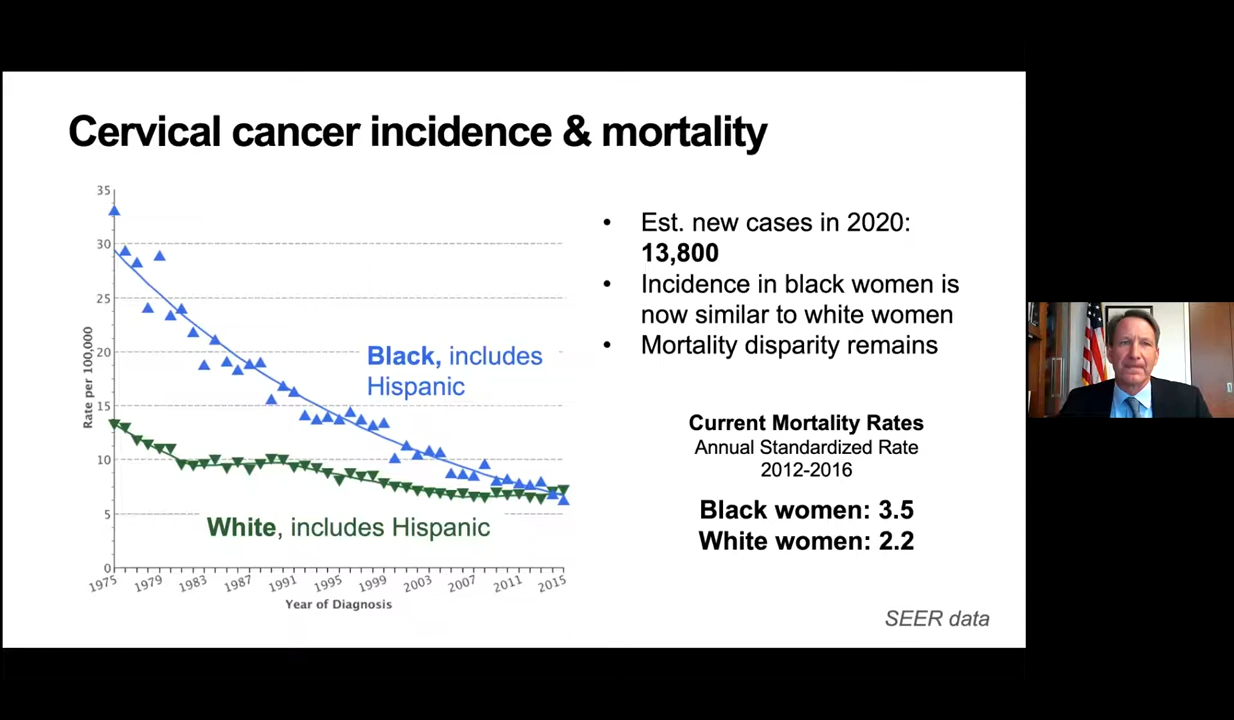 Cervical cancer incidence & mortality
35
30
25
20
15
10
5
0
Rate per 100,000
1975
1979
1983
1987
1991
1995
1999
2003
2007
2011
2015
Year of Diagnosis
Black, includes
Hispanic
White, includes Hispanic
• Est. new cases in 2020:
13,800
• Incidence in black women is
now similar to white women
• Mortality disparity remains
Current Mortality Rates
Annual Standardized Rate
2012-2016
Black women: 3.5
White women: 2.2
SEER data